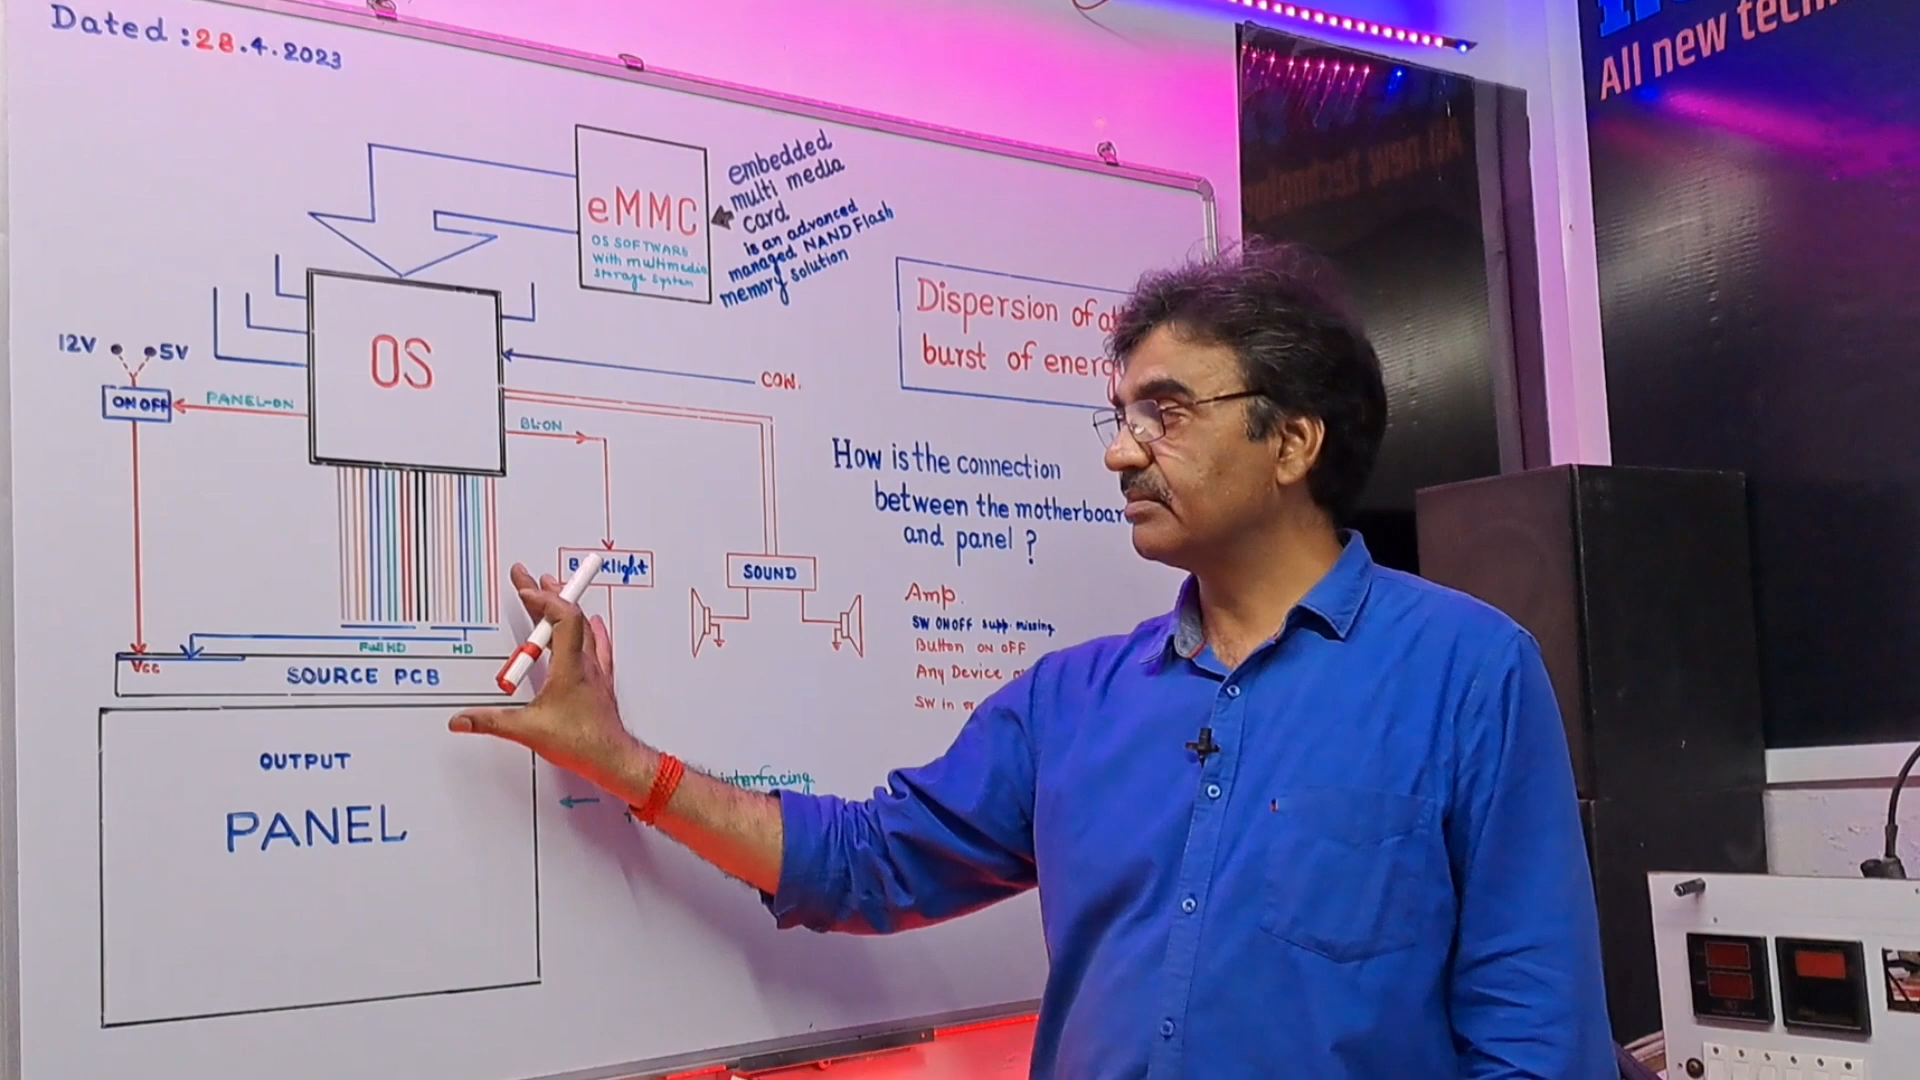 Dated : 28.4.2023
All new
eMMC
OS SOFTWARE
with multimedia
storage system
embedded
multi media
card
is an advanced
managed NAND Flash
memory solution
Dispersion of
burst of
OS
12V
5V
ON OFF
PANEL-ON
CON.
BL-ON
How is the connection
between the motherboar
and panel ?
SOUND
Amp.
SW ON OFF supp. missing
Button ON OFF
Any Device
SW in
Full HD
HD
Vcc
SOURCE PCB
OUTPUT
PANEL
interfacing